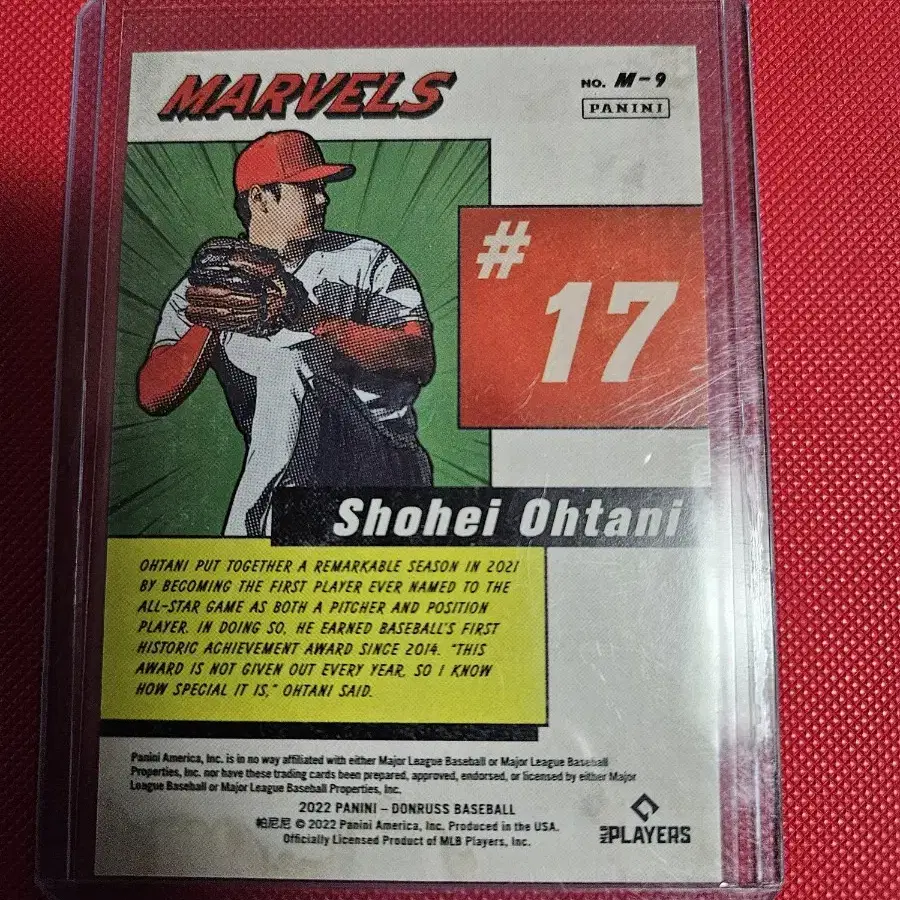 MARVELS
NO. M-9
PANINI
# 17
Shohei Ohtani
OHTANI PUT TOGETHER A REMARKABLE SEASON IN 2021
BY BECOMING THE FIRST PLAYER EVER NAMED TO THE
ALL-STAR GAME AS BOTH A PITCHER AND POSITION
PLAYER. IN DOING SO, HE EARNED BASEBALL'S FIRST
HISTORIC ACHIEVEMENT AWARD SINCE 2014. "THIS
AWARD IS NOT GIVEN OUT EVERY YEAR, SO I KNOW
HOW SPECIAL IT IS," OHTANI SAID.
Panini America, Inc. is in no way affiliated with either Major League Baseball or Major League Baseball
Properties, Inc. nor have these trading cards been prepared, approved, endorsed, or licensed by either Major
League Baseball or Major League Baseball Properties, Inc.
2022 PANINI – DONRUSS BASEBALL
帕尼尼 © 2022 Panini America, Inc. Produced in the USA.
Officially Licensed Product of MLB Players, Inc.
MLB PLAYERS